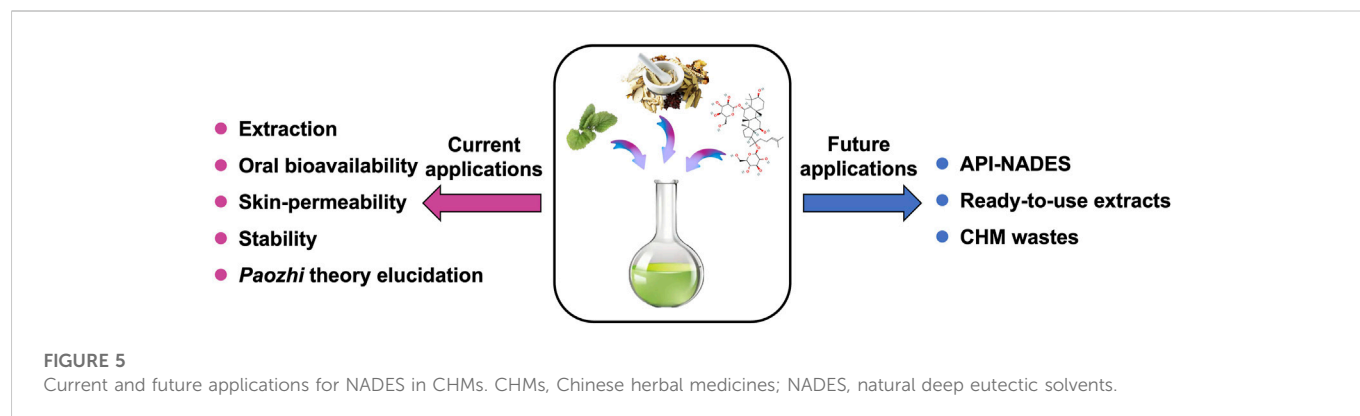 Current applications
Extraction
Oral bioavailability
Skin-permeability
Stability
Paozhi theory elucidation
Future applications
API-NADES
Ready-to-use extracts
CHM wastes
FIGURE 5
Current and future applications for NADES in CHMs. CHMs, Chinese herbal medicines; NADES, natural deep eutectic solvents.